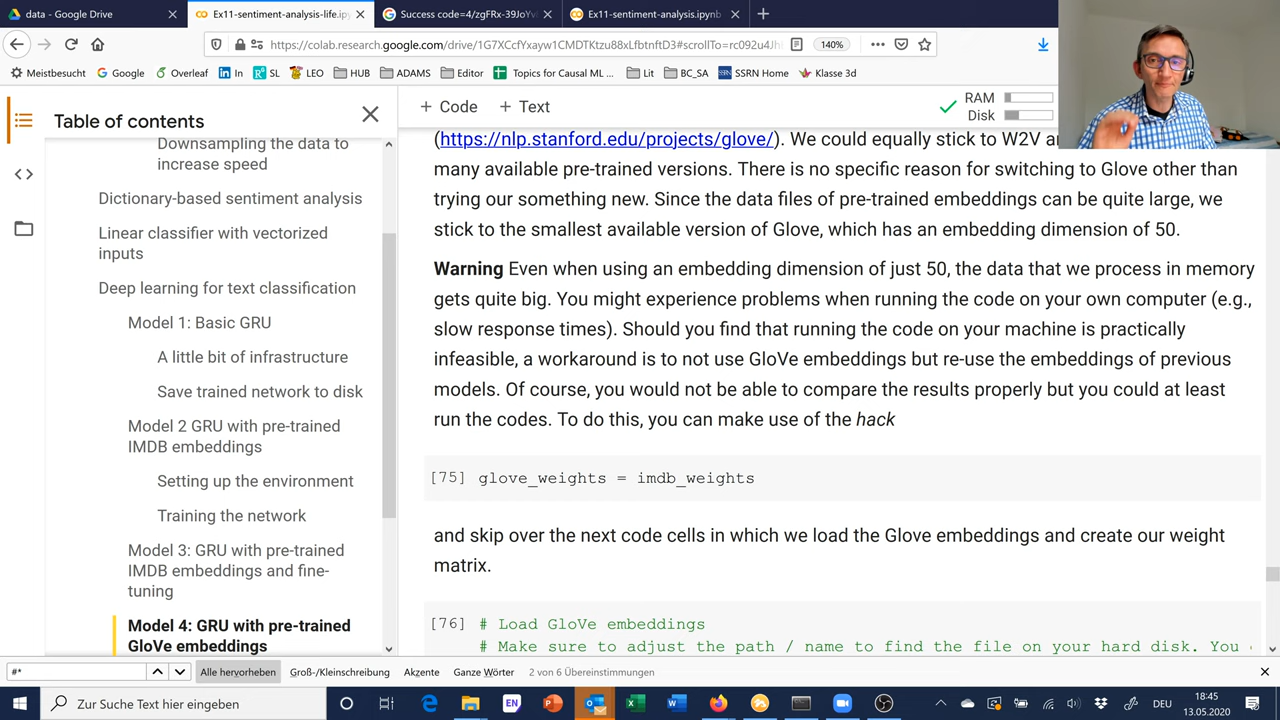 data - Google Drive
Ex11-sentiment-analysis-life.ipy
Success code=4/zgFRx-39JoYv
Ex11-sentiment-analysis.ipynb
https://colab.research.google.com/drive/1G7XCcfYxayw1CMDTKtzu88xLfbtnftD3#scrollTo=rc092u4Jh
140%
Meistbesucht
Google
Overleaf
In
SL
LEO
HUB
ADAMS
Editor
Topics for Causal ML ...
Lit
BC_SA
SSRN Home
Klasse 3d
Table of contents
Downsampling the data to
increase speed
Dictionary-based sentiment analysis
Linear classifier with vectorized
inputs
Deep learning for text classification
Model 1: Basic GRU
A little bit of infrastructure
Save trained network to disk
Model 2 GRU with pre-trained
IMDB embeddings
Setting up the environment
Training the network
Model 3: GRU with pre-trained
IMDB embeddings and fine-
tuning
Model 4: GRU with pre-trained
GloVe embeddings
+ Code + Text
RAM
Disk
(https://nlp.stanford.edu/projects/glove/). We could equally stick to W2V
many available pre-trained versions. There is no specific reason for switching to Glove other than
trying our something new. Since the data files of pre-trained embeddings can be quite large, we
stick to the smallest available version of Glove, which has an embedding dimension of 50.
Warning Even when using an embedding dimension of just 50, the data that we process in memory
gets quite big. You might experience problems when running the code on your own computer (e.g.,
slow response times). Should you find that running the code on your machine is practically
infeasible, a workaround is to not use GloVe embeddings but re-use the embeddings of previous
models. Of course, you would not be able to compare the results properly but you could at least
run the codes. To do this, you can make use of the hack
[75] glove_weights = imdb_weights
and skip over the next code cells in which we load the Glove embeddings and create our weight
matrix.
[76] # Load GloVe embeddings
# Make sure to adjust the path / name to find the file on your hard disk. You
#*
Alle hervorheben
Groß-/Kleinschreibung
Akzente
Ganze Wörter
2 von 6 Übereinstimmungen
Zur Suche Text hier eingeben
EN
DEU
18:45
13.05.2020